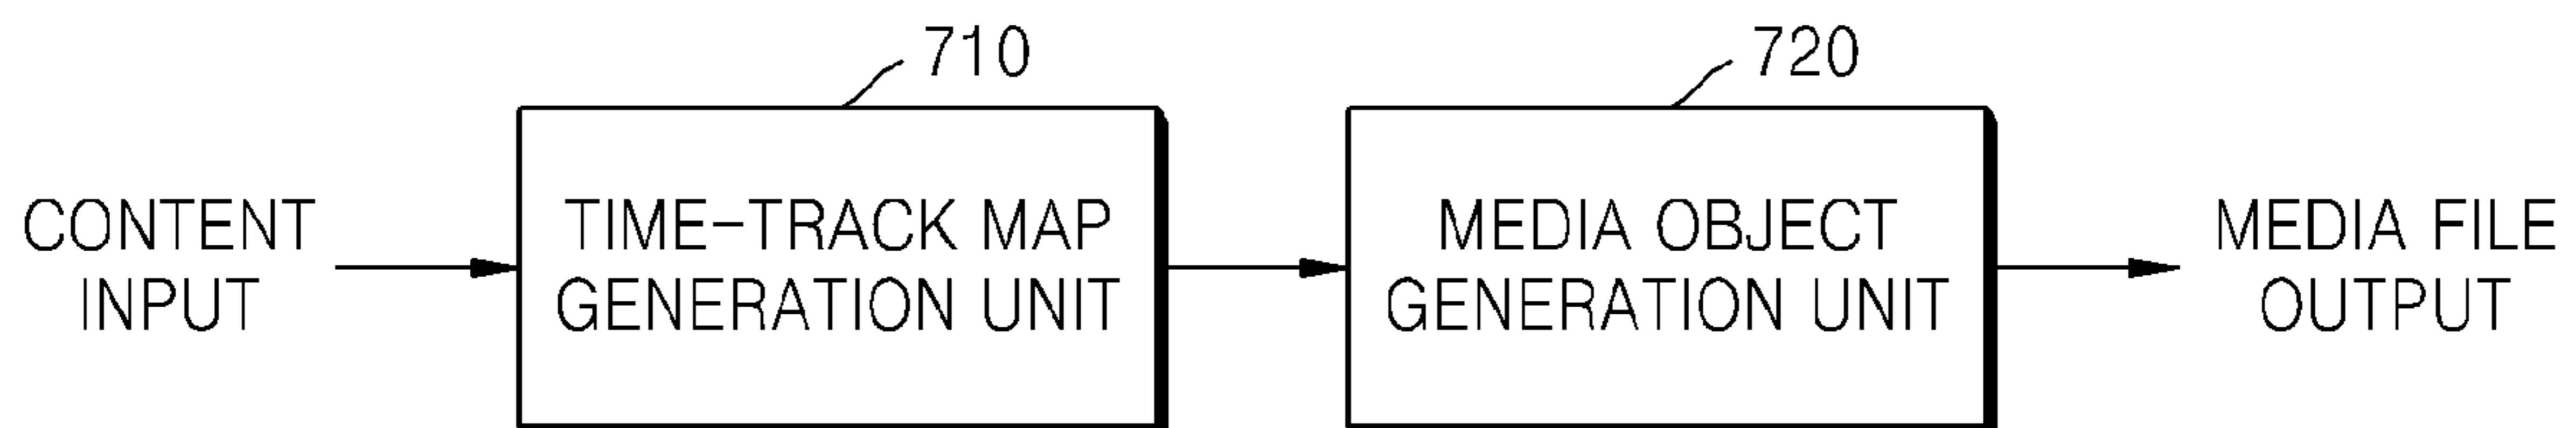 710
720
CONTENT
INPUT
TIME-TRACK MAP
GENERATION UNIT
MEDIA OBJECT
GENERATION UNIT
MEDIA FILE
OUTPUT